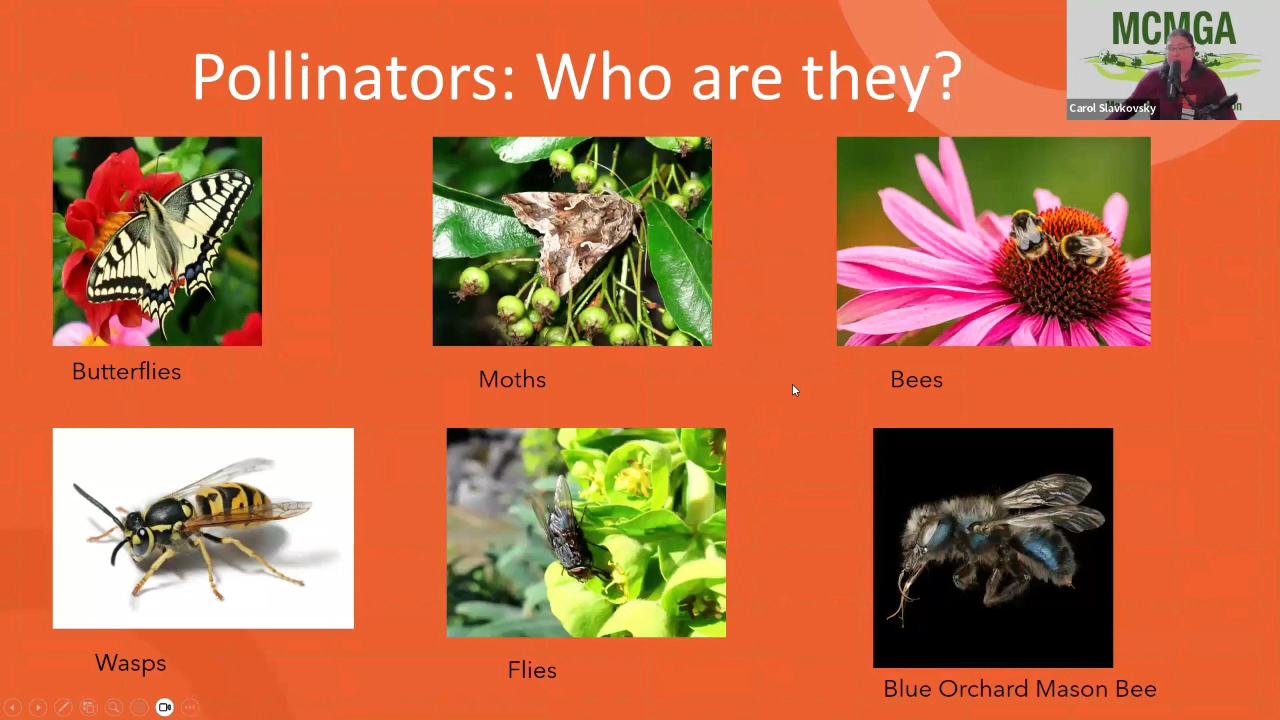 Pollinators: Who are they?
MCMGA
Carol Slavkovsky
Butterflies
Moths
Bees
Wasps
Flies
Blue Orchard Mason Bee